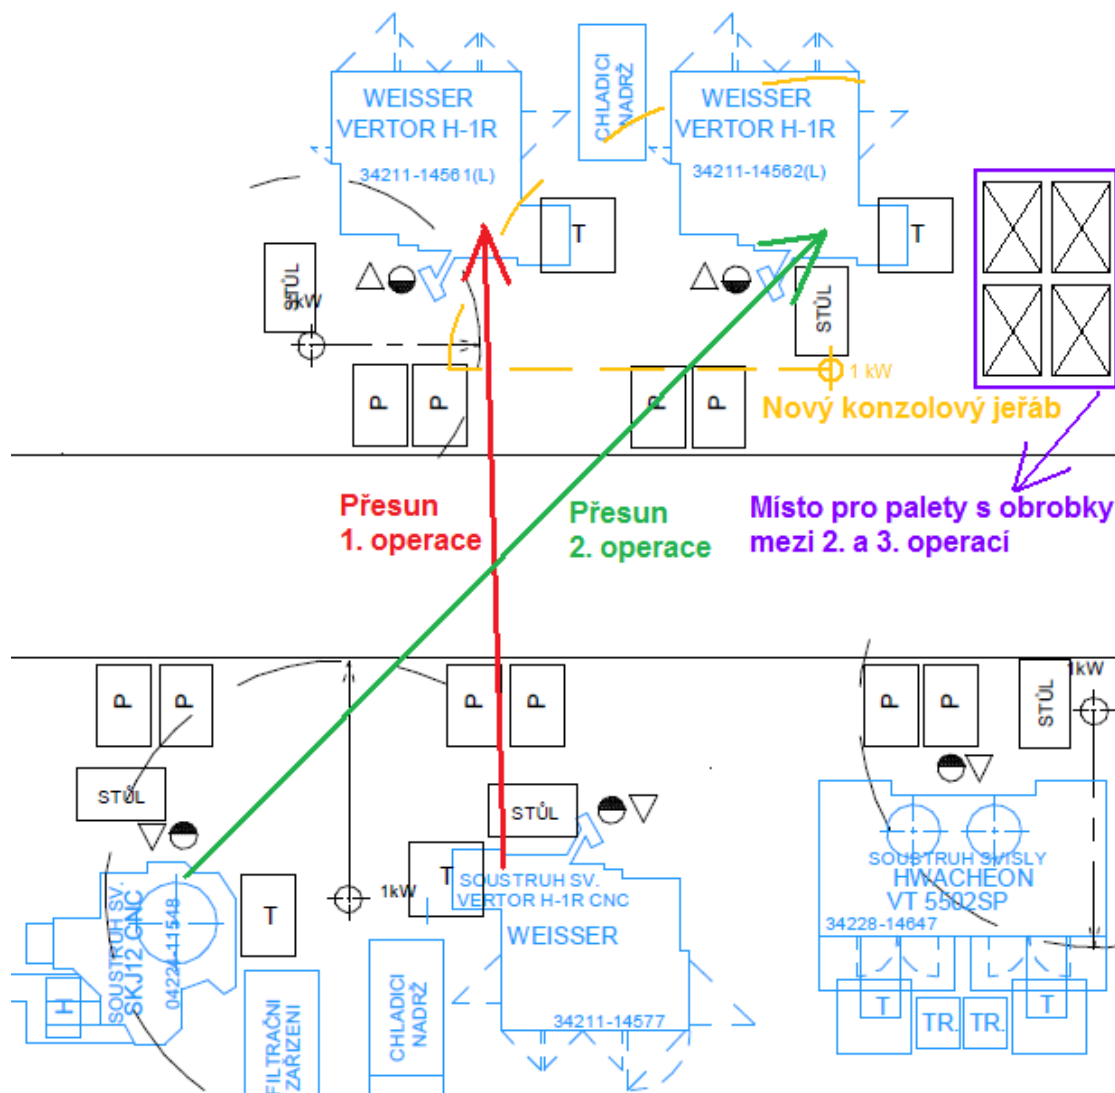 WEISSER
VERTOR H-1R
34211-14561(L)
CHLADICI
NADRŽ
WEISSER
VERTOR H-1R
34211-14562(L)
T
T
STŮL
kW
STŮL
1 kW
P
P
P
P
Nový konzolový jeřáb
Přesun
1. operace
Přesun
2. operace
Místo pro palety s obrobky
mezi 2. a 3. operací
P
P
P
P
P
P
STŮL
1kW
STŮL
STŮL
SOUSTRUH SV.
SKJ12 CNC
04224-11548
H
T
1kW
T
SOUSTRUH SV.
VERTOR H-1R CNC
WEISSER
34211-14577
SOUSTRUH SVISLY
HWACHEON
VT 5502SP
34228-14647
FILTRAČNI
ZAŘIZENI
CHLADICI
NADRŽ
T
TR.
TR.
T